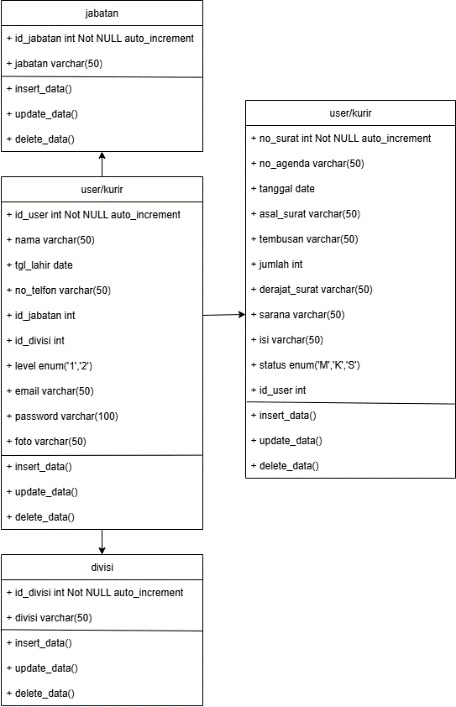 jabatan
+ id_jabatan int Not NULL auto_increment
+ jabatan varchar(50)
+ insert_data()
+ update_data()
+ delete_data()
user/kurir
+ id_user int Not NULL auto_increment
+ nama varchar(50)
+ tgl_lahir date
+ no_telfon varchar(50)
+ id_jabatan int
+ id_divisi int
+ level enum('1','2')
+ email varchar(50)
+ password varchar(100)
+ foto varchar(50)
+ insert_data()
+ update_data()
+ delete_data()
user/kurir
+ no_surat int Not NULL auto_increment
+ no_agenda varchar(50)
+ tanggal date
+ asal_surat varchar(50)
+ tembusan varchar(50)
+ jumlah int
+ derajat_surat varchar(50)
+ sarana varchar(50)
+ isi varchar(50)
+ status enum('M','K','S')
+ id_user int
+ insert_data()
+ update_data()
+ delete_data()
divisi
+ id_divisi int Not NULL auto_increment
+ divisi varchar(50)
+ insert_data()
+ update_data()
+ delete_data()